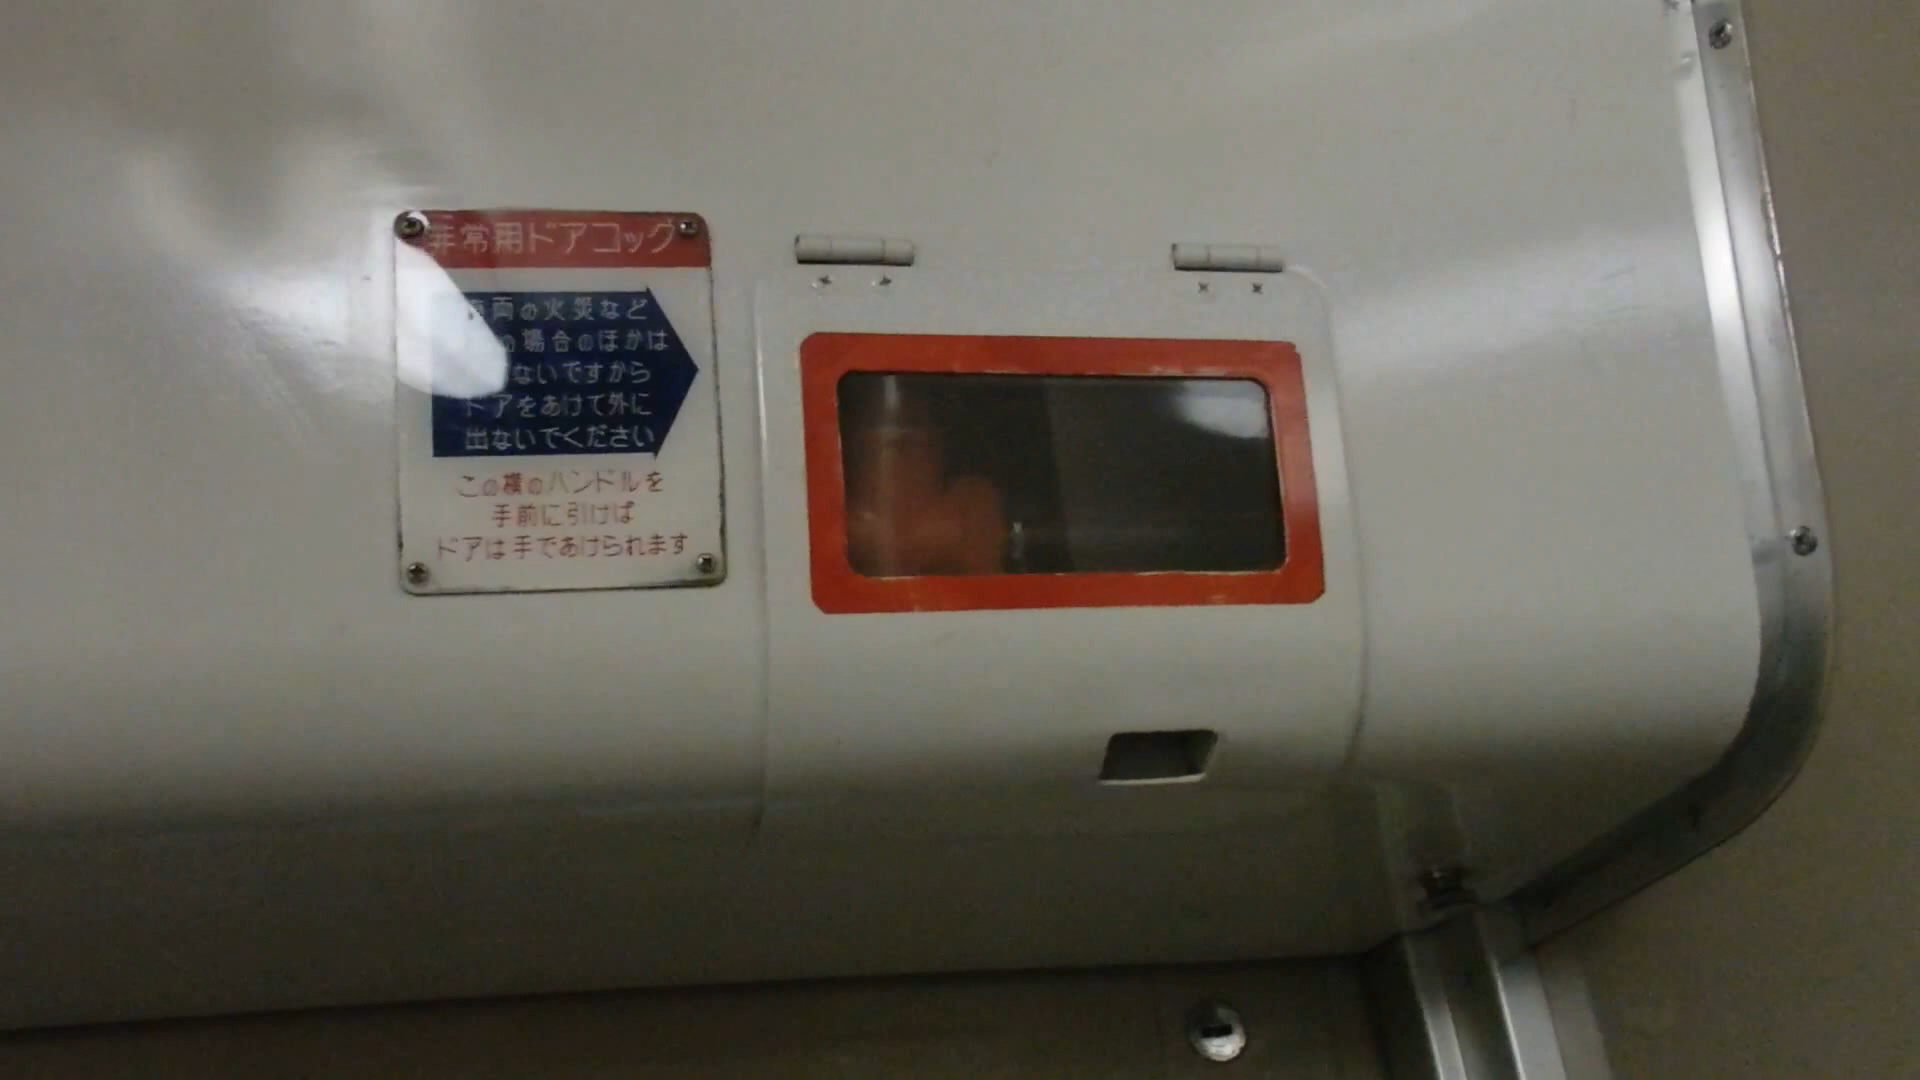 非常用ドアコック
車両の火災など
の場合のほかは
ないですから
ドアをあけて外に
出ないでください
この横のハンドルを
手前に引けば
ドアは手であけられます